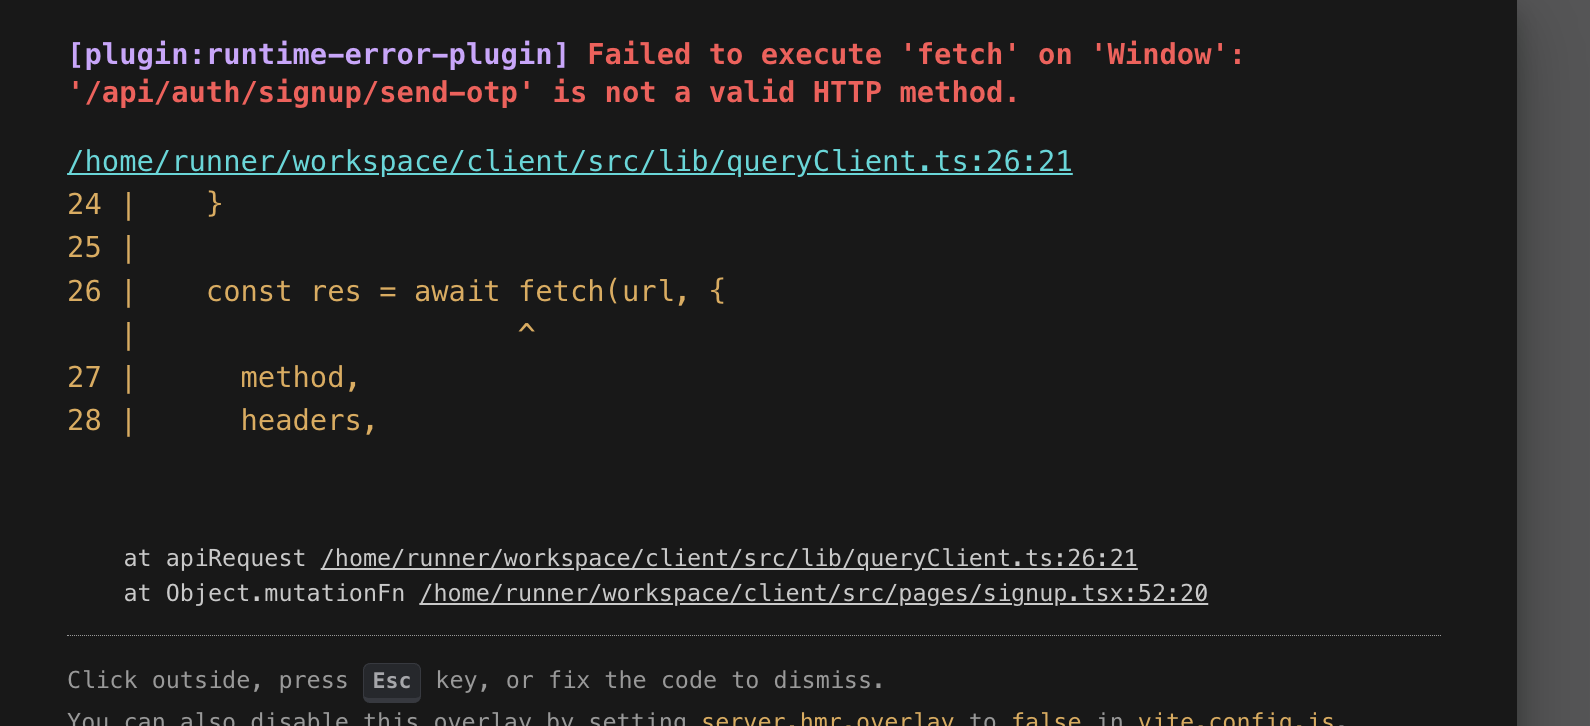 [plugin:runtime-error-plugin] Failed to execute 'fetch' on 'Window':
'/api/auth/signup/send-otp' is not a valid HTTP method.
/home/runner/workspace/client/src/lib/queryClient.ts:26:21
24 |    }
25 |
26 |    const res = await fetch(url, {
   |                      ^
27 |      method,
28 |      headers,
at apiRequest /home/runner/workspace/client/src/lib/queryClient.ts:26:21
at Object.mutationFn /home/runner/workspace/client/src/pages/signup.tsx:52:20
Click outside, press Esc key, or fix the code to dismiss.
You can also disable this overlay by setting server.hmr.overlay to false in vite.config.js.